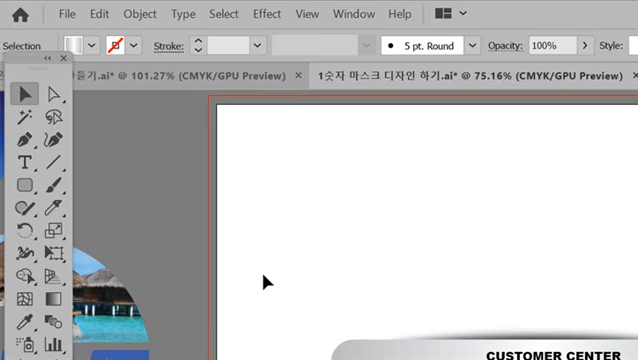 File Edit Object Type Select Effect View Window Help
Selection Stroke: 5 pt. Round Opacity: 100% Style:
들기.ai* @ 101.27% (CMYK/GPU Preview) × 1숫자 마스크 디자인 하기.ai* @ 75.16% (CMYK/GPU Preview) ×
CUSTOMER CENTER